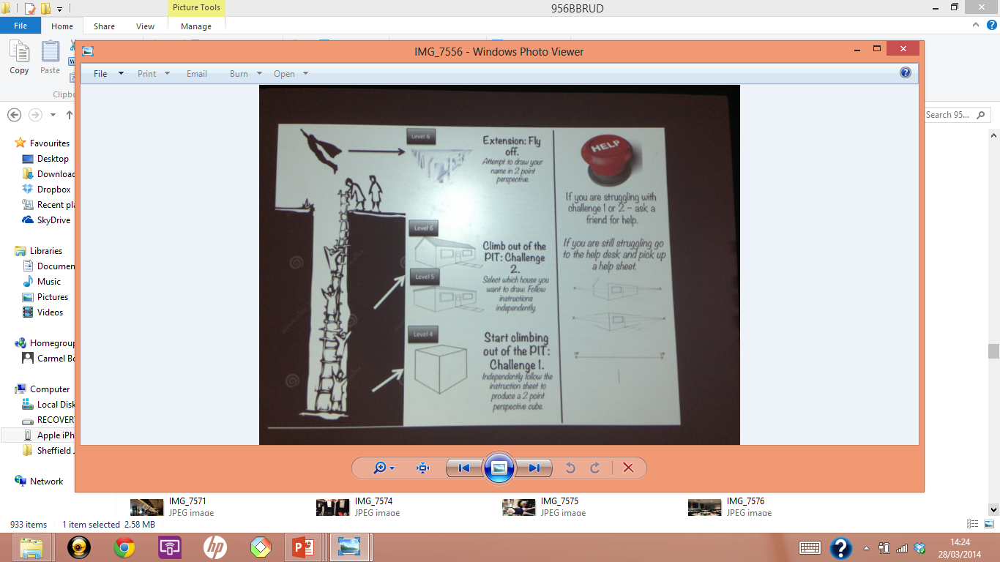 Picture Tools
956BBRUD
File
Home
Share
View
Manage
Copy
Paste
Search 95...
IMG_7556 - Windows Photo Viewer
File
Print
Email
Burn
Open
Favourites
Desktop
Dropbox
SkyDrive
Libraries
Music
Pictures
Videos
Computer
Network
Level 6
Extension: Fly
off.
Attempt to draw your
name in 2 point
perspective.
Level 6
Climb out of the
PIT: Challenge
2.
Level 5
Select which house you
want to draw. Follow
instructions
independently.
Level 4
Start climbing
out of the PIT:
Challenge 1.
Independently follow the
instruction sheet to
produce a 2 point
perspective cube.
HELP
If you are struggling with
challenge 1 or 2 – ask a
friend for help.
If you are still struggling go
to the help desk and pick up
a help sheet.
IMG_7571
JPEG image
IMG_7574
JPEG image
IMG_7575
JPEG image
IMG_7576
JPEG image
933 items
1 item selected 2.58 MB
hp
14:24
28/03/2014